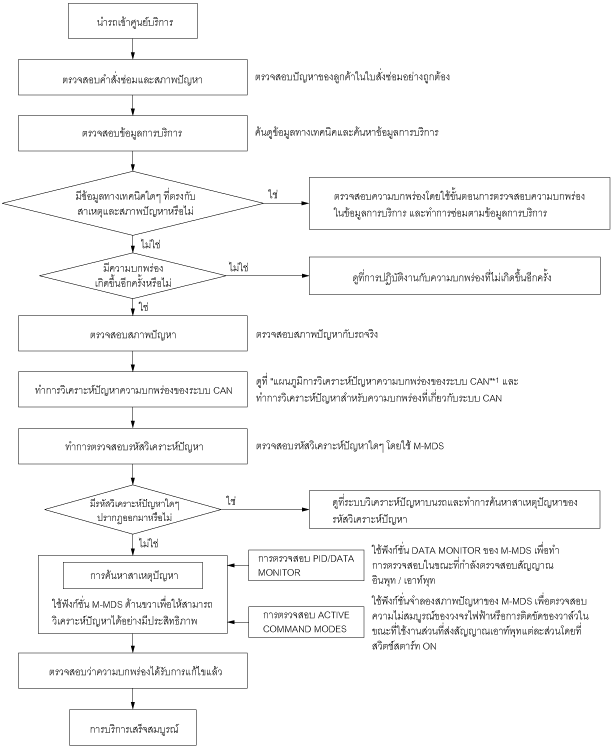 นำรถเข้าศูนย์บริการ
ตรวจสอบคำสั่งซ่อมและสภาพปัญหา
ตรวจสอบปัญหาของลูกค้าในใบสั่งซ่อมอย่างถูกต้อง
ตรวจสอบข้อมูลการบริการ
ค้นดูข้อมูลทางเทคนิคและค้นหาข้อมูลการบริการ
มีข้อมูลทางเทคนิคใดๆ ที่ตรงกับ
สาเหตุและสภาพปัญหาหรือไม่
ใช่
ตรวจสอบความบกพร่องโดยใช้ขั้นตอนการตรวจสอบความบกพร่อง
ในข้อมูลการบริการ และทำการซ่อมตามข้อมูลการบริการ
ไม่ใช่
มีความบกพร่อง
เกิดขึ้นอีกครั้งหรือไม่
ไม่ใช่
ดูที่การปฏิบัติงานกับความบกพร่องที่ไม่เกิดขึ้นอีกครั้ง
ใช่
ตรวจสอบสภาพปัญหา
ตรวจสอบสภาพปัญหากับรถจริง
ทำการวิเคราะห์ปัญหาความบกพร่องของระบบ CAN
ดูที่ "แผนภูมิการวิเคราะห์ปัญหาความบกพร่องของระบบ CAN"*1 และ
ทำการวิเคราะห์ปัญหาสำหรับความบกพร่องที่เกี่ยวกับระบบ CAN
ทำการตรวจสอบรหัสวิเคราะห์ปัญหา
ตรวจสอบรหัสวิเคราะห์ปัญหาใดๆ โดยใช้ M-MDS
มีรหัสวิเคราะห์ปัญหาใดๆ
ปรากฏออกมาหรือไม่
ใช่
ดูที่ระบบวิเคราะห์ปัญหาบนรถและทำการค้นหาสาเหตุปัญหาของ
รหัสวิเคราะห์ปัญหา
ไม่ใช่
การค้นหาสาเหตุปัญหา
ใช้ฟังก์ชั่น M-MDS ด้านขวาเพื่อให้สามารถ
วิเคราะห์ปัญหาได้อย่างมีประสิทธิภาพ
การตรวจสอบ PID/DATA
MONITOR
ใช้ฟังก์ชั่น DATA MONITOR ของ M-MDS เพื่อทำ
การตรวจสอบในขณะที่กำลังตรวจสอบสัญญาณ
อินพุท / เอาท์พุท
การตรวจสอบ ACTIVE
COMMAND MODES
ใช้ฟังก์ชั่นจำลองสภาพปัญหาของ M-MDS เพื่อตรวจสอบ
ความไม่สมบูรณ์ของวงจรไฟฟ้าหรือการติดขัดของวาล์วใน
ขณะที่ใช้งานส่วนที่ส่งสัญญาณเอาท์พุทแต่ละส่วนโดยที่
สวิตช์สตาร์ท ON
ตรวจสอบว่าความบกพร่องได้รับการแก้ไขแล้ว
การบริการเสร็จสมบูรณ์